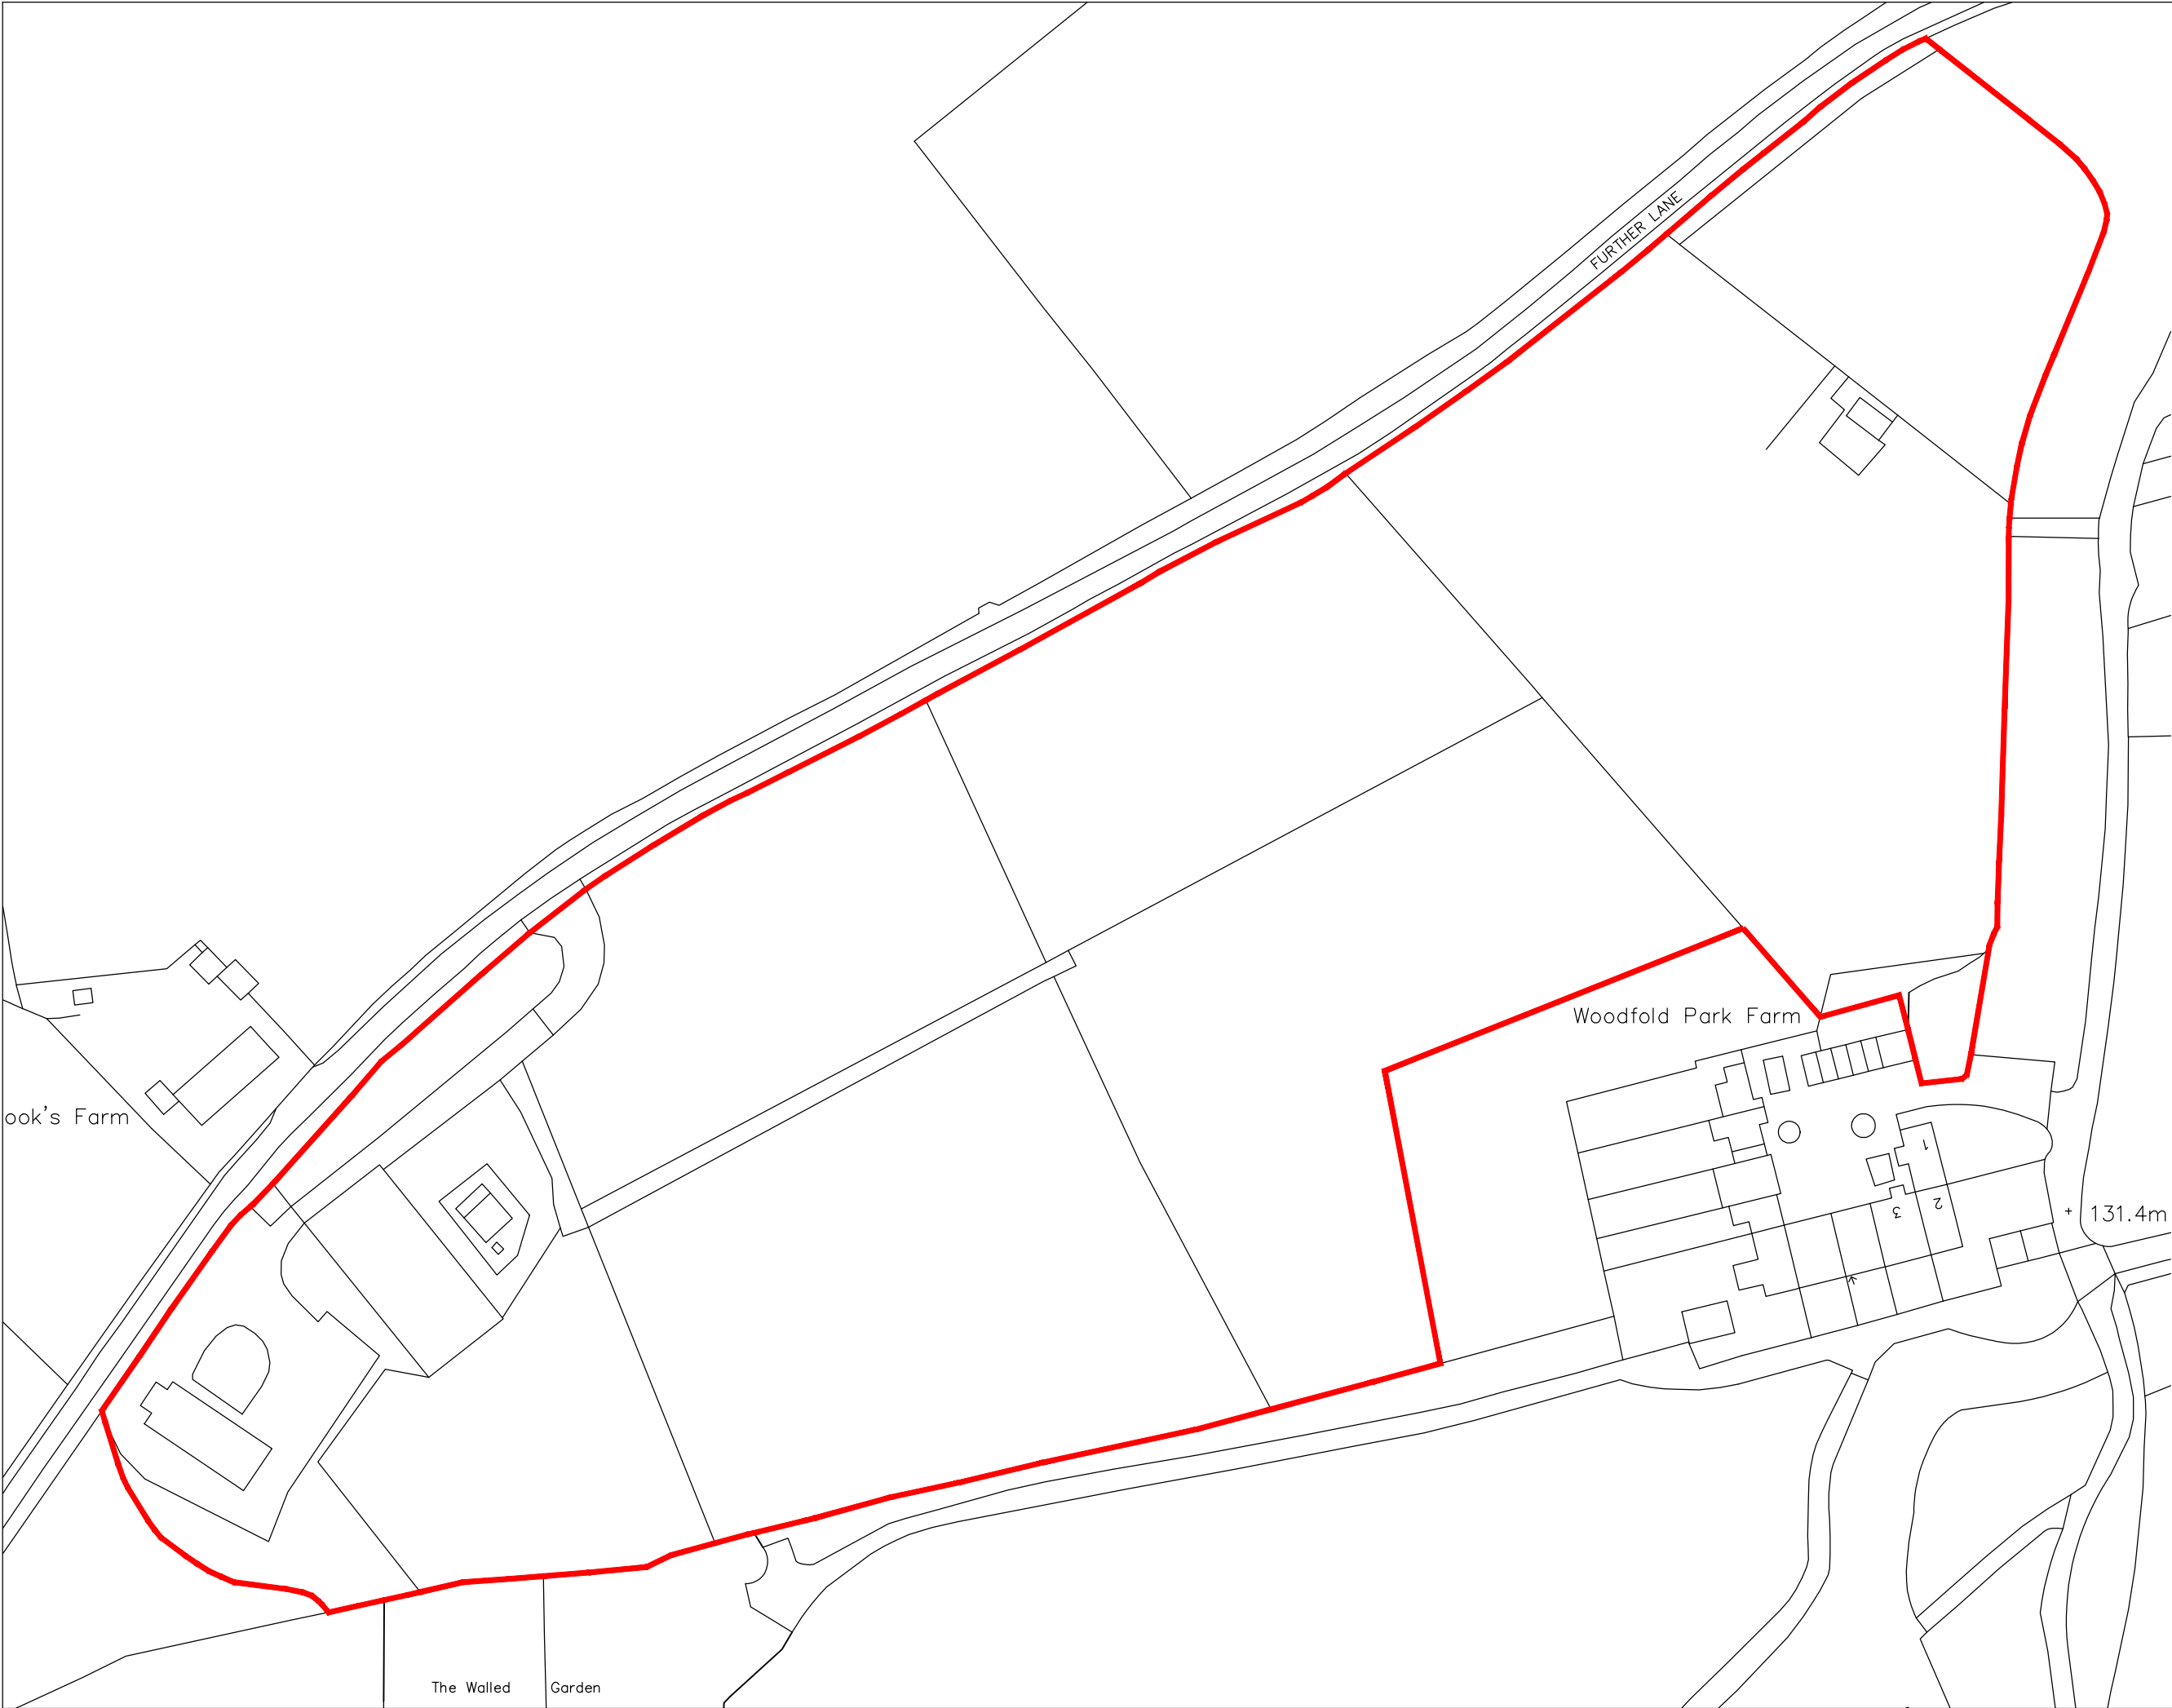 FURTHER LANE
Woodfold Park Farm
ook's Farm
1
2
3
+ 131.4m
The Walled Garden